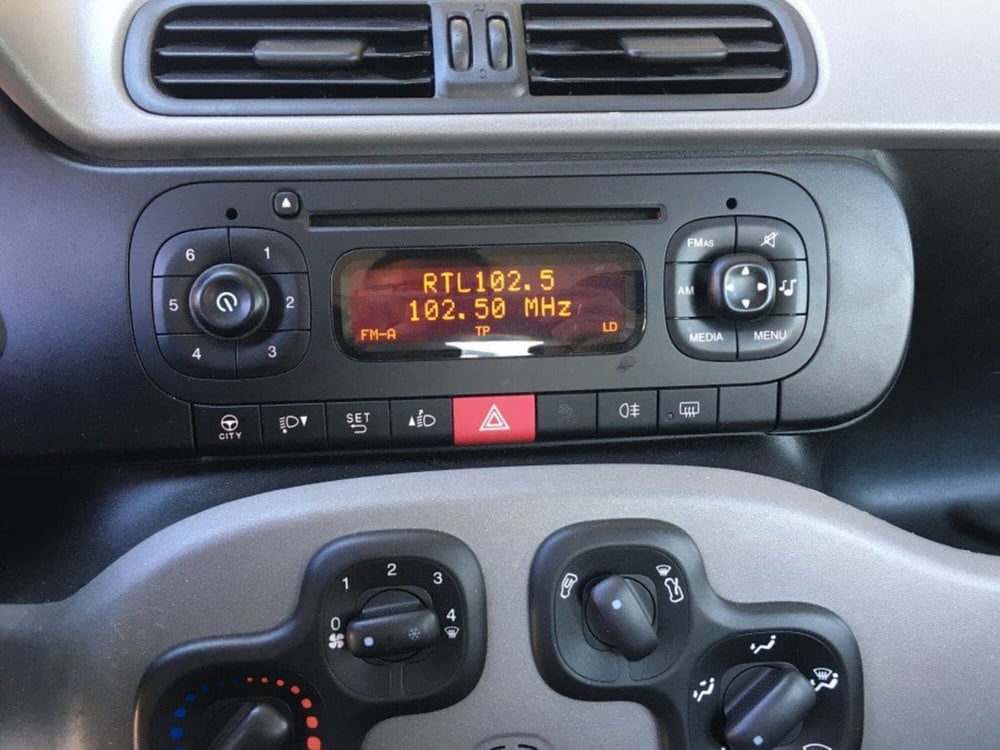 6 1
5 2
4 3
RTL102.5
102.50 MHz
FM-A TP LD
FMAS
AM
MEDIA MENU
CITY
SET
0 1 2 3 4